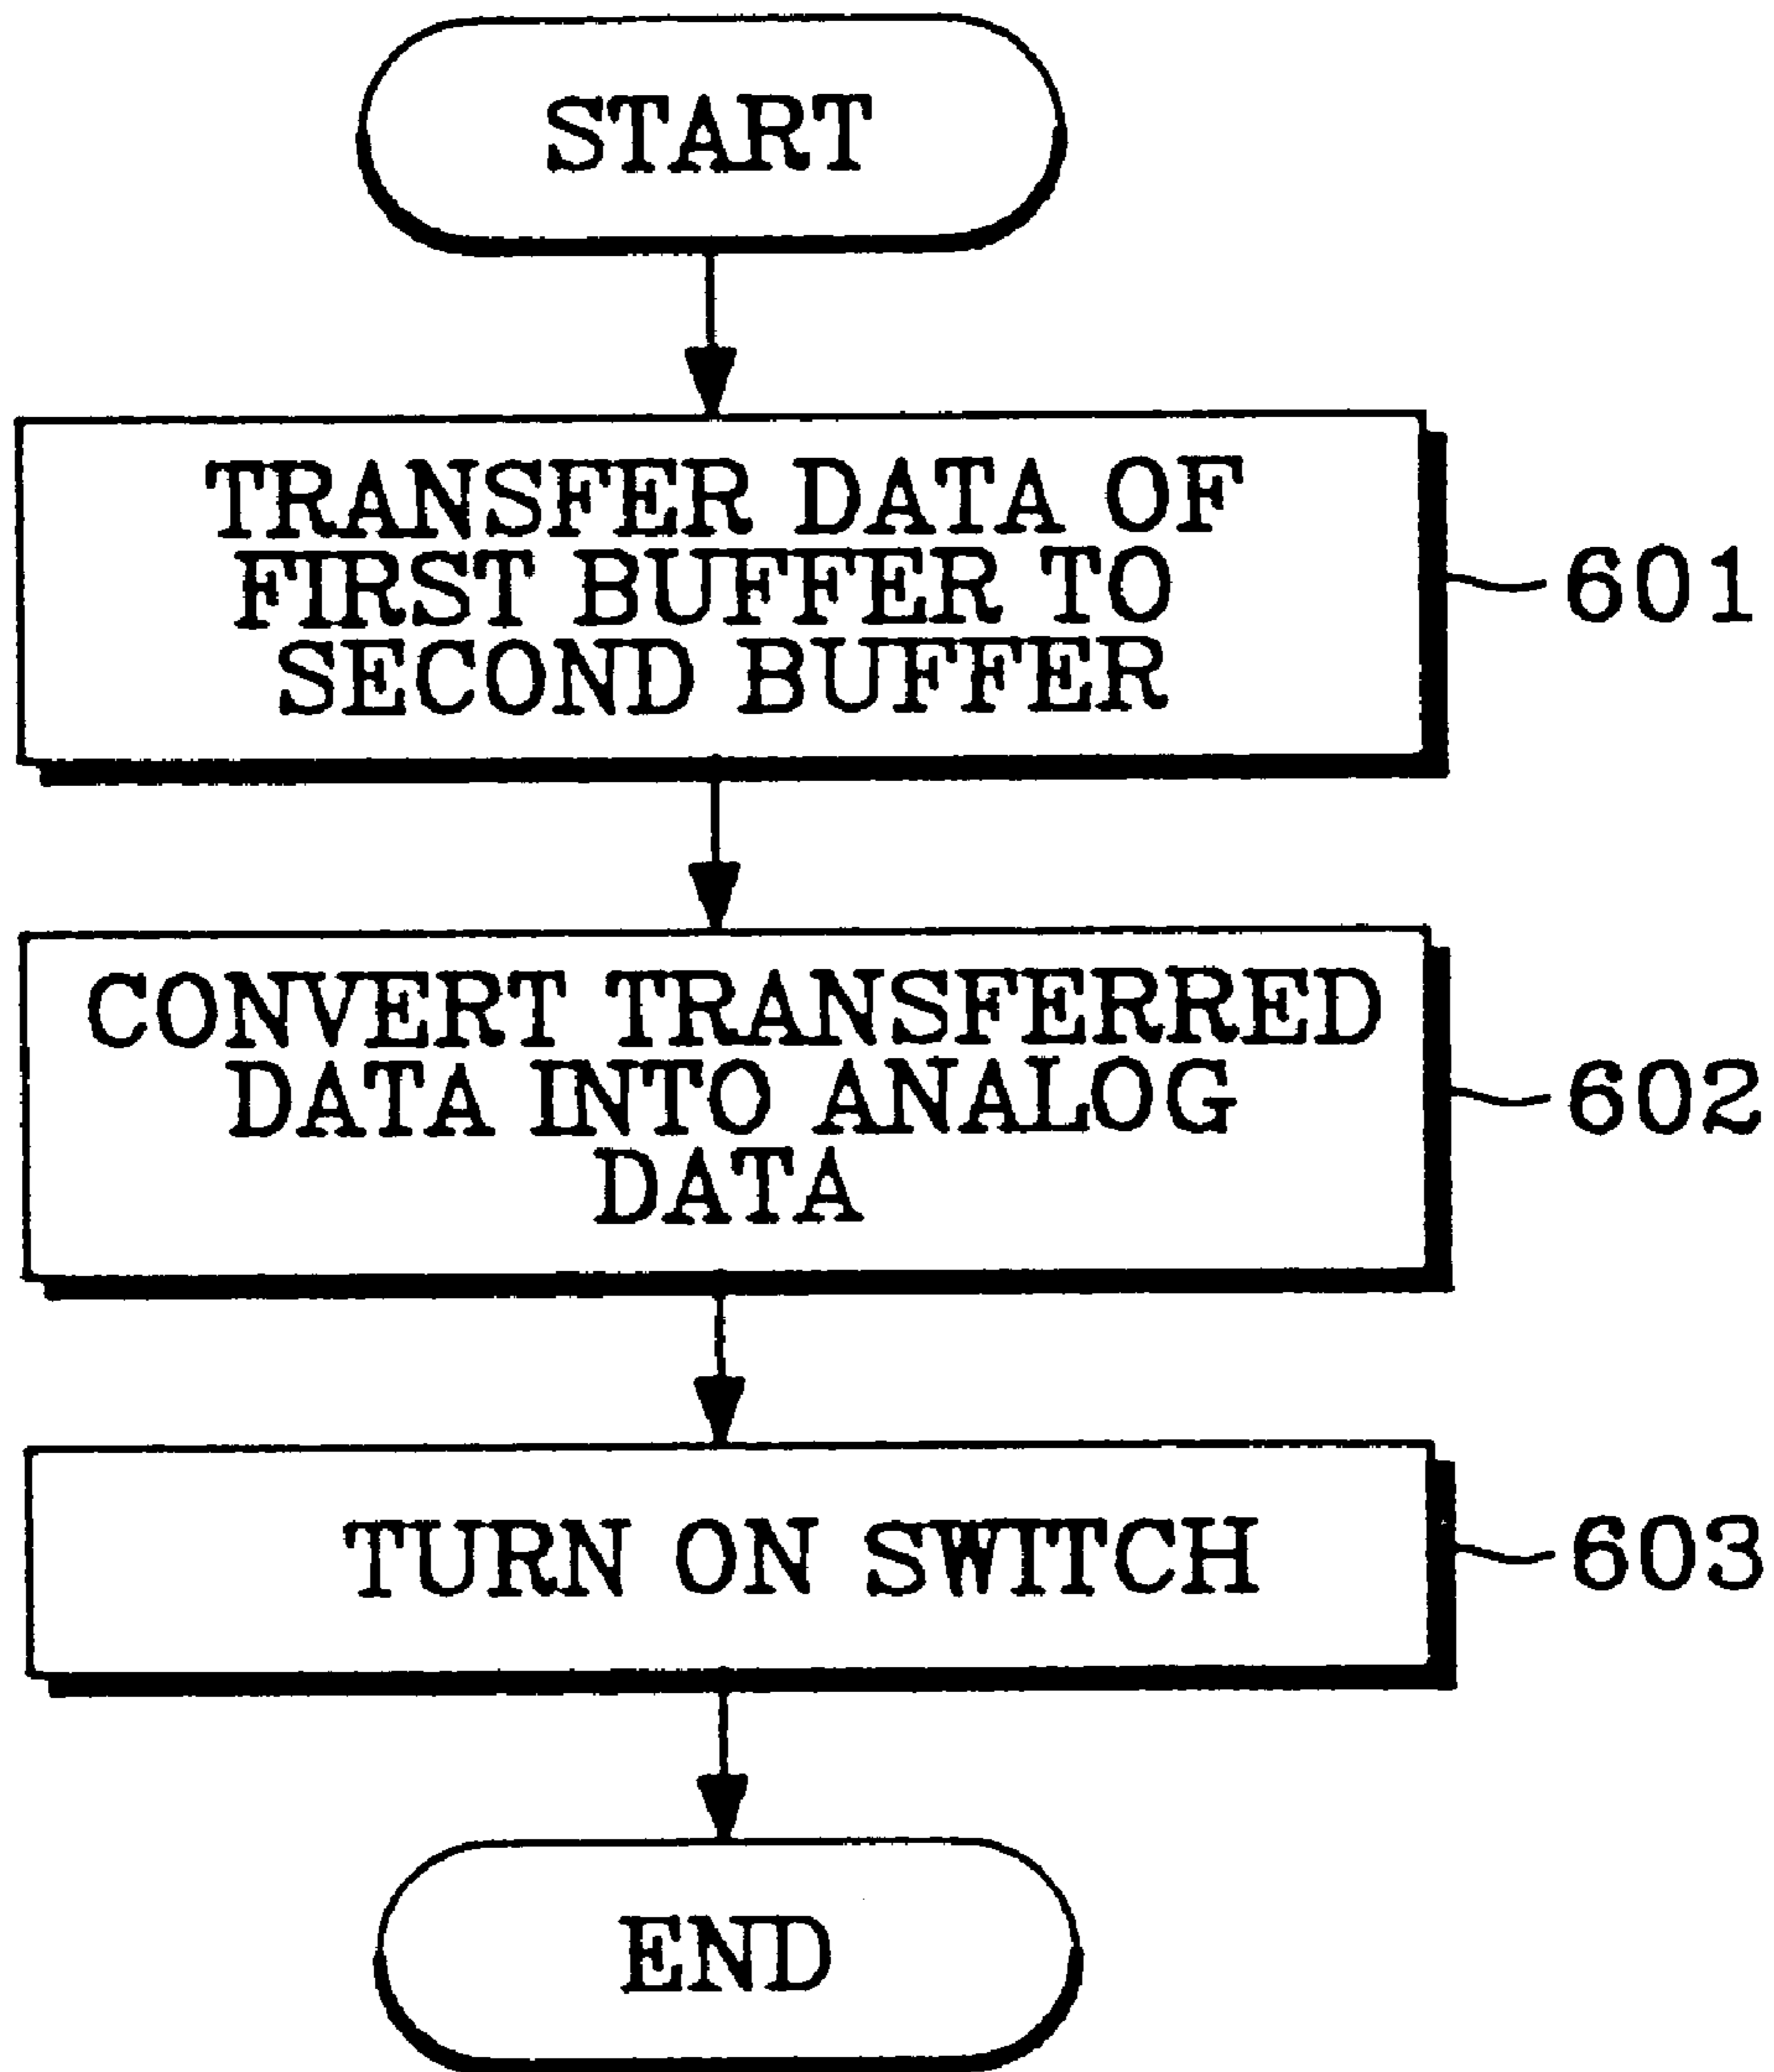 START
TRANSFER DATA OF
FIRST BUFFER TO
SECOND BUFFER
601
CONVERT TRANSFERRED
DATA INTO ANALOG
DATA
602
TURN ON SWITCH
603
END